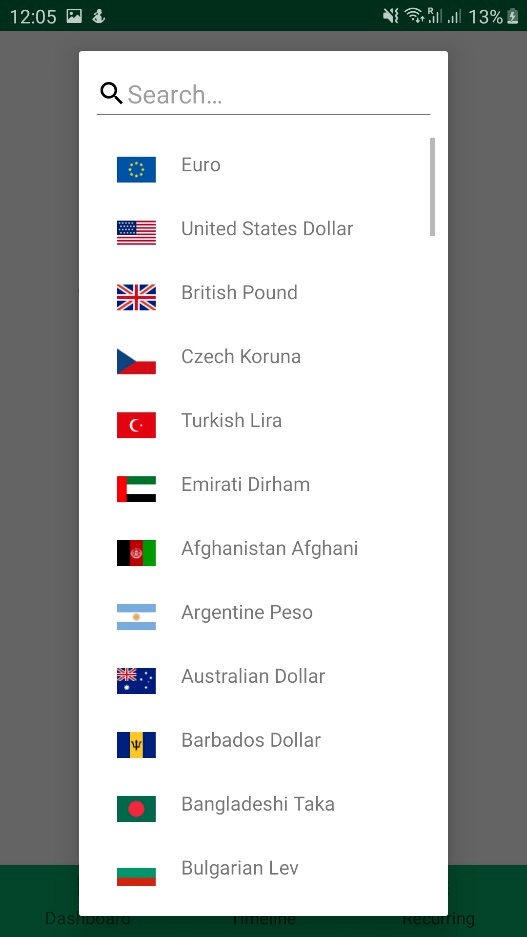 12:05
R
13%
Search...
Euro
United States Dollar
British Pound
Czech Koruna
Turkish Lira
Emirati Dirham
Afghanistan Afghani
Argentine Peso
Australian Dollar
Barbados Dollar
Bangladeshi Taka
Bulgarian Lev
Dashboard
Timeline
Recurring